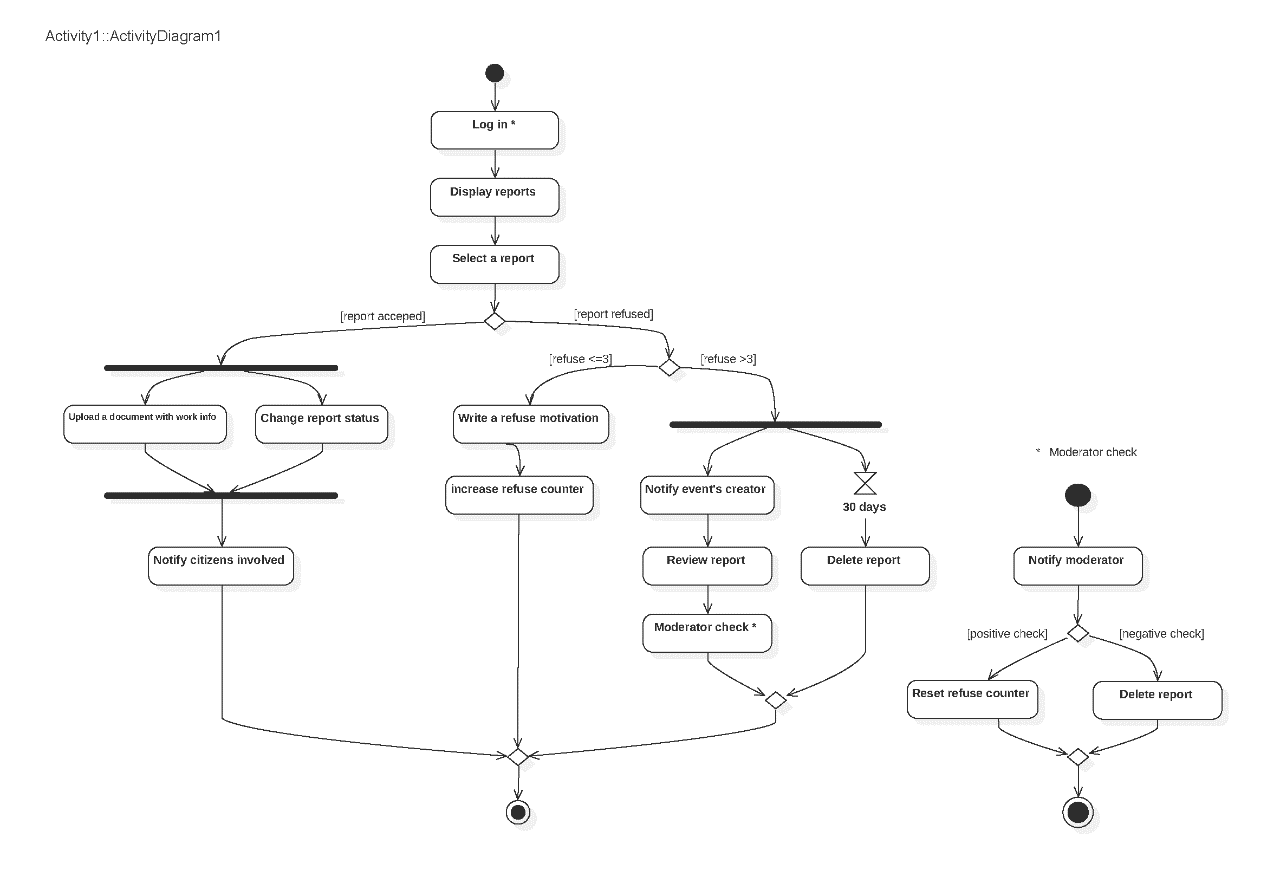 Activity1::ActivityDiagram1
Log in *
Display reports
Select a report
[report acceped]
[report refused]
[refuse <=3]
[refuse >3]
Upload a document with work info
Change report status
Write a refuse motivation
* Moderator check
increase refuse counter
Notify event's creator
30 days
Notify citizens involved
Review report
Delete report
Notify moderator
Moderator check *
[positive check]
[negative check]
Reset refuse counter
Delete report